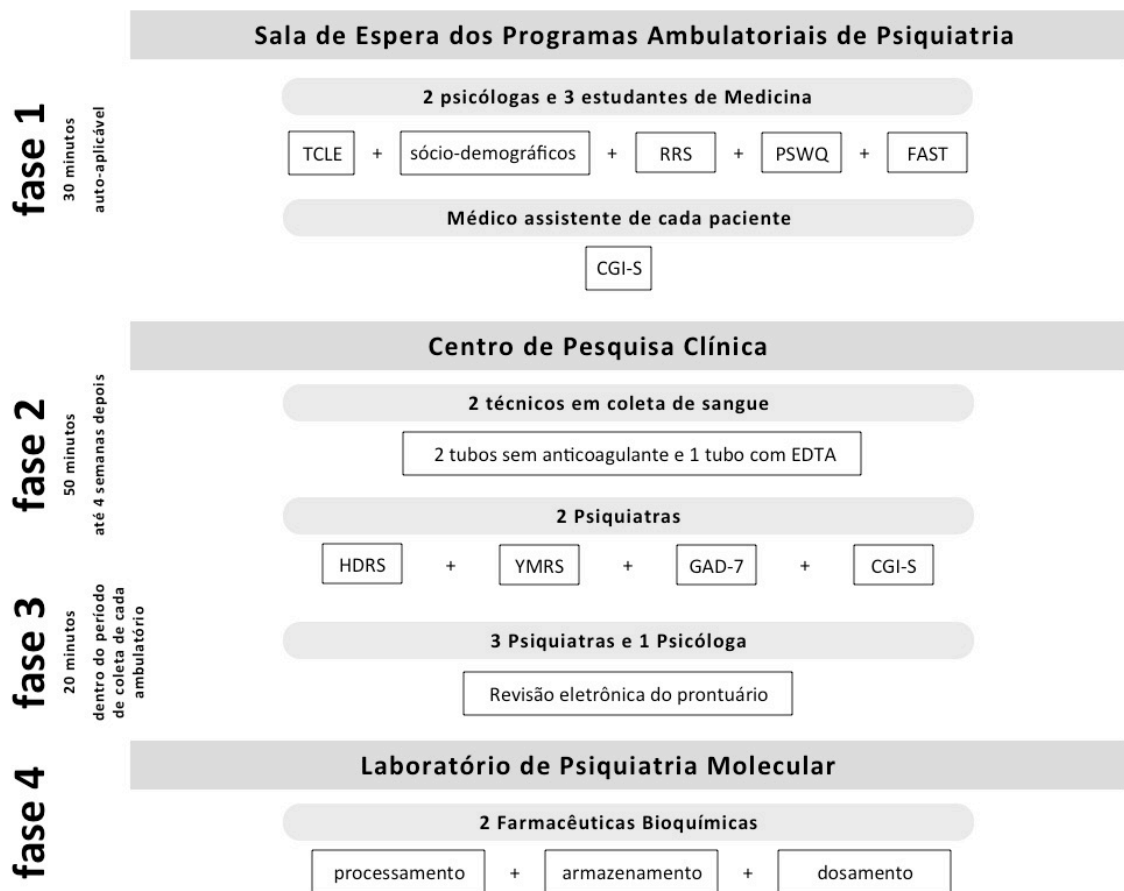 Sala de Espera dos Programas Ambulatoriais de Psiquiatria
fase 1
30 minutos
auto-aplicável
2 psicólogas e 3 estudantes de Medicina
TCLE + sócio-demográficos + RRS + PSWQ + FAST
Médico assistente de cada paciente
CGI-S
Centro de Pesquisa Clínica
fase 2
50 minutos
até 4 semanas depois
2 técnicos em coleta de sangue
2 tubos sem anticoagulante e 1 tubo com EDTA
2 Psiquiatras
HDRS + YMRS + GAD-7 + CGI-S
fase 3
20 minutos
dentro do período
de coleta de cada
ambulatório
3 Psiquiatras e 1 Psicóloga
Revisão eletrônica do prontuário
Laboratório de Psiquiatria Molecular
fase 4
2 Farmacêuticas Bioquímicas
processamento + armazenamento + dosamento